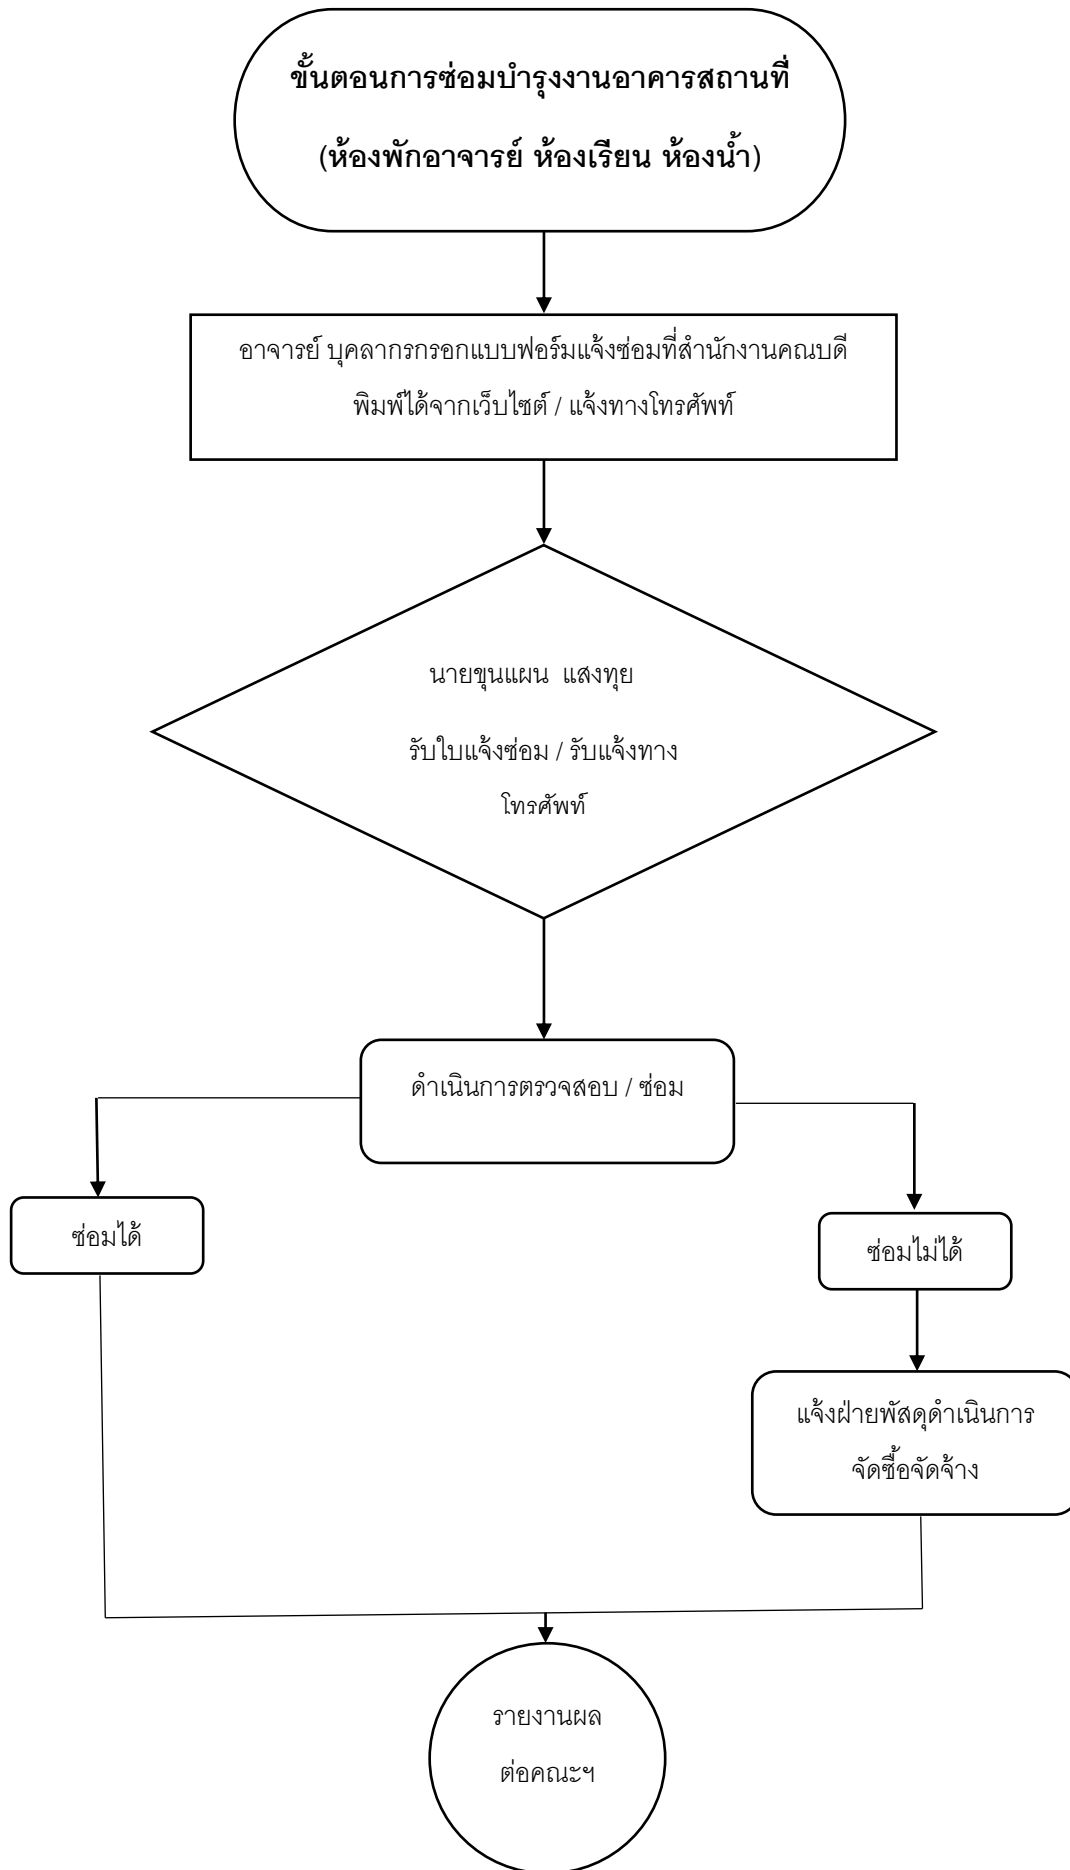 ขั้นตอนการซ่อมบำรุงงานอาคารสถานที่
(ห้องพักอาจารย์ ห้องเรียน ห้องน้ำ)
อาจารย์ บุคลากรกรอกแบบฟอร์มแจ้งซ่อมที่สำนักงานคณบดี
พิมพ์ได้จากเว็บไซต์ / แจ้งทางโทรศัพท์
นายขุนแผน แสงทุย
รับใบแจ้งซ่อม / รับแจ้งทาง
โทรศัพท์
ดำเนินการตรวจสอบ / ซ่อม
ซ่อมได้
ซ่อมไม่ได้
แจ้งฝ่ายพัสดุดำเนินการ
จัดซื้อจัดจ้าง
รายงานผล
ต่อคณะฯ